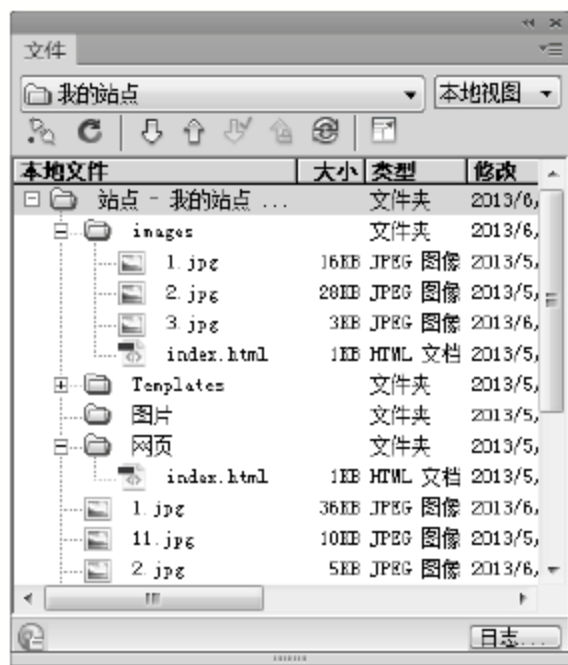 文件
我的站点 本地视图
本地文件 大小 类型 修改
站点 - 我的站点 ... 文件夹 2013/6,
images 文件夹 2013/6,
1.jpg 16KB JPEG 图像 2013/5,
2.jpg 28KB JPEG 图像 2013/5,
3.jpg 3KB JPEG 图像 2013/6,
index.html 1KB HTML 文档 2013/5,
Templates 文件夹 2013/5,
图片 文件夹 2013/5,
网页 文件夹 2013/5,
index.html 1KB HTML 文档 2013/5,
1.jpg 36KB JPEG 图像 2013/6,
11.jpg 10KB JPEG 图像 2013/5,
2.jpg 5KB JPEG 图像 2013/6,
日志...